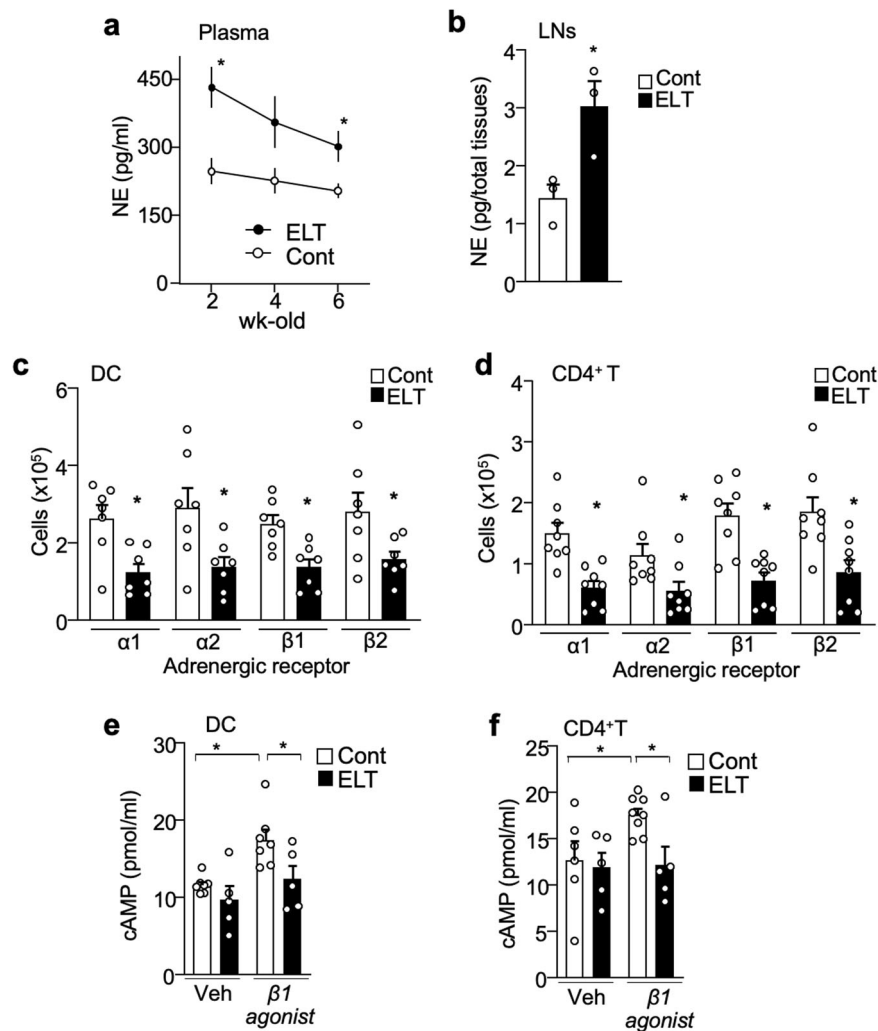 a Plasma
NE (pg/ml)
450
300
150
0
*
*
ELT
Cont
2 4 6
wk-old
b LNs
NE (pg/total tissues)
4
3
2
1
0
*
Cont
ELT
c DC
Cells (x10⁵)
6
4
2
0
Cont
ELT
* * * *
α1 α2 β1 β2
Adrenergic receptor
d CD4⁺ T
Cells (x10⁵)
4
3
2
1
0
Cont
ELT
* * * *
α1 α2 β1 β2
Adrenergic receptor
e DC
cAMP (pmol/ml)
30
20
10
0
* *
Cont
ELT
Veh β1
agonist
f CD4⁺T
cAMP (pmol/ml)
25
20
15
10
5
0
* *
Cont
ELT
Veh β1
agonist